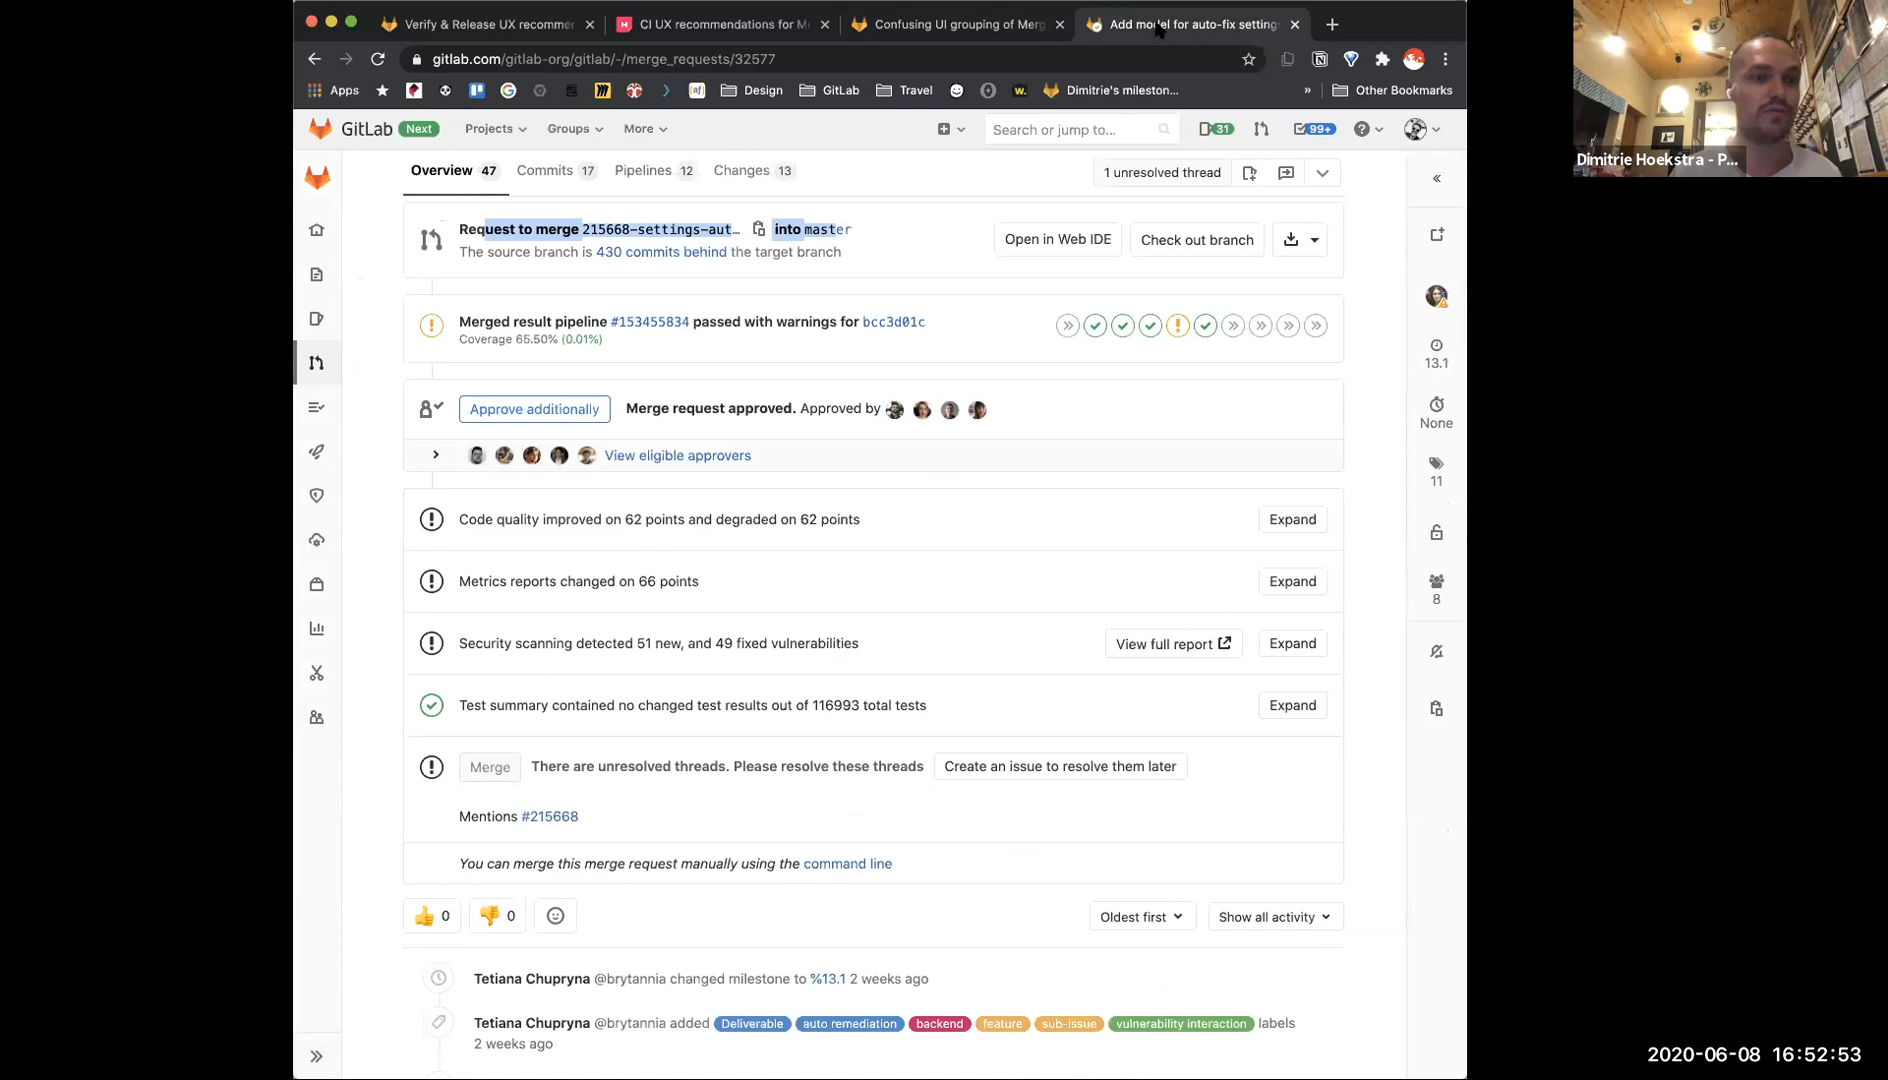 Verify & Release UX recommen
CI UX recommendations for M
Confusing UI grouping of Merg
Add model for auto-fix setting
gitlab.com/gitlab-org/gitlab/-/merge_requests/32577
Apps
Design
GitLab
Travel
Dimitrie's mileston...
»
Other Bookmarks
GitLab Next Projects Groups More
Search or jump to...
31
99+
Overview 47 Commits 17 Pipelines 12 Changes 13
1 unresolved thread
Request to merge 215668-settings-aut… into master
The source branch is 430 commits behind the target branch
Open in Web IDE
Check out branch
Merged result pipeline #153455834 passed with warnings for bcc3d01c
Coverage 65.50% (0.01%)
Approve additionally Merge request approved. Approved by
View eligible approvers
Code quality improved on 62 points and degraded on 62 points
Expand
Metrics reports changed on 66 points
Expand
Security scanning detected 51 new, and 49 fixed vulnerabilities
View full report
Expand
Test summary contained no changed test results out of 116993 total tests
Expand
Merge There are unresolved threads. Please resolve these threads Create an issue to resolve them later
Mentions #215668
You can merge this merge request manually using the command line
👍 0
👎 0
Oldest first
Show all activity
Tetiana Chupryna @brytannia changed milestone to %13.1 2 weeks ago
Tetiana Chupryna @brytannia added Deliverable auto remediation backend feature sub-issue vulnerability interaction labels
2 weeks ago
13.1
None
11
8
Dimitrie Hoekstra - P...
2020-06-08 16:52:53